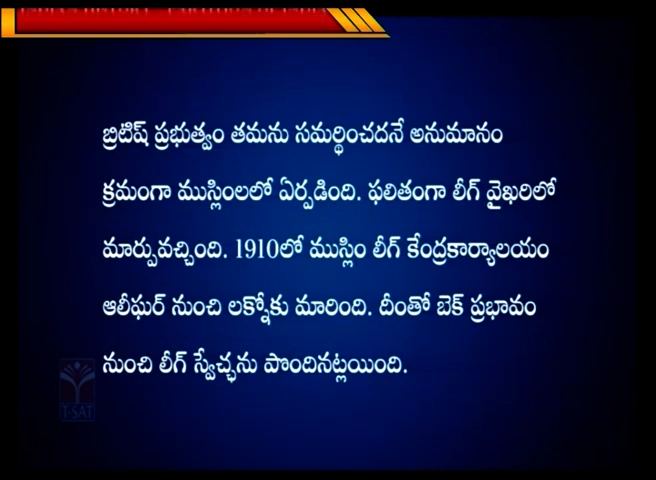 బ్రిటిష్ ప్రభుత్వం తమను సమర్థించదనే అనుమానం
క్రమంగా ముస్లింలలో ఏర్పడింది. ఫలితంగా లీగ్ వైఖరిలో
మార్పువచ్చింది. 1910లో ముస్లిం లీగ్ కేంద్రకార్యాలయం
ఆలీఘర్ నుంచి లక్నోకు మారింది. దీంతో బెక్ ప్రభావం
నుంచి లీగ్ స్వేచ్ఛను పొందినట్లయింది.
T-SAT